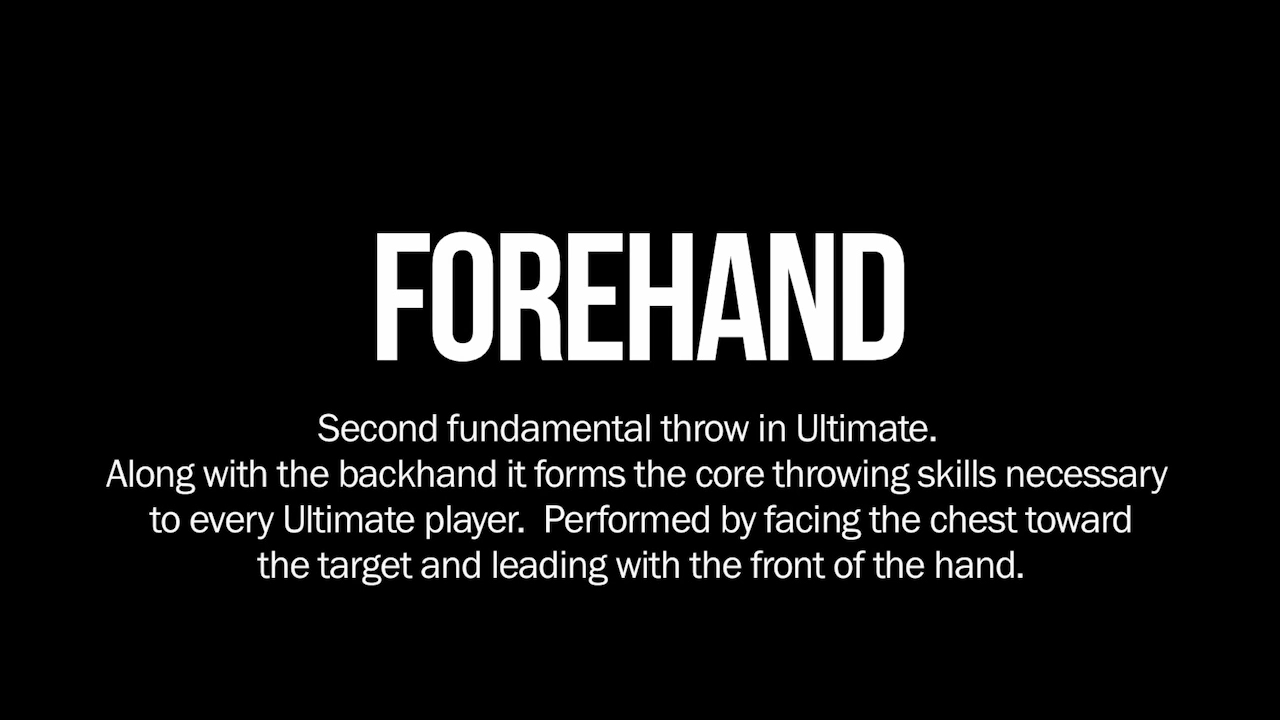 FOREHAND
Second fundamental throw in Ultimate.
Along with the backhand it forms the core throwing skills necessary
to every Ultimate player.  Performed by facing the chest toward
the target and leading with the front of the hand.